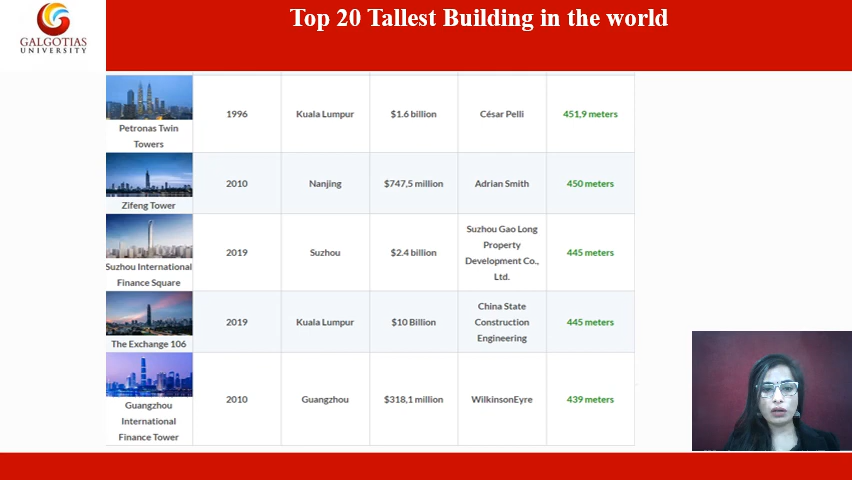 GALGOTIAS
UNIVERSITY
Top 20 Tallest Building in the world
Petronas Twin
Towers
1996
Kuala Lumpur
$1.6 billion
César Pelli
451,9 meters
Zifeng Tower
2010
Nanjing
$747,5 million
Adrian Smith
450 meters
Suzhou International
Finance Square
2019
Suzhou
$2.4 billion
Suzhou Gao Long
Property
Development Co.,
Ltd.
445 meters
The Exchange 106
2019
Kuala Lumpur
$10 Billion
China State
Construction
Engineering
445 meters
Guangzhou
International
Finance Tower
2010
Guangzhou
$318,1 million
WilkinsonEyre
439 meters